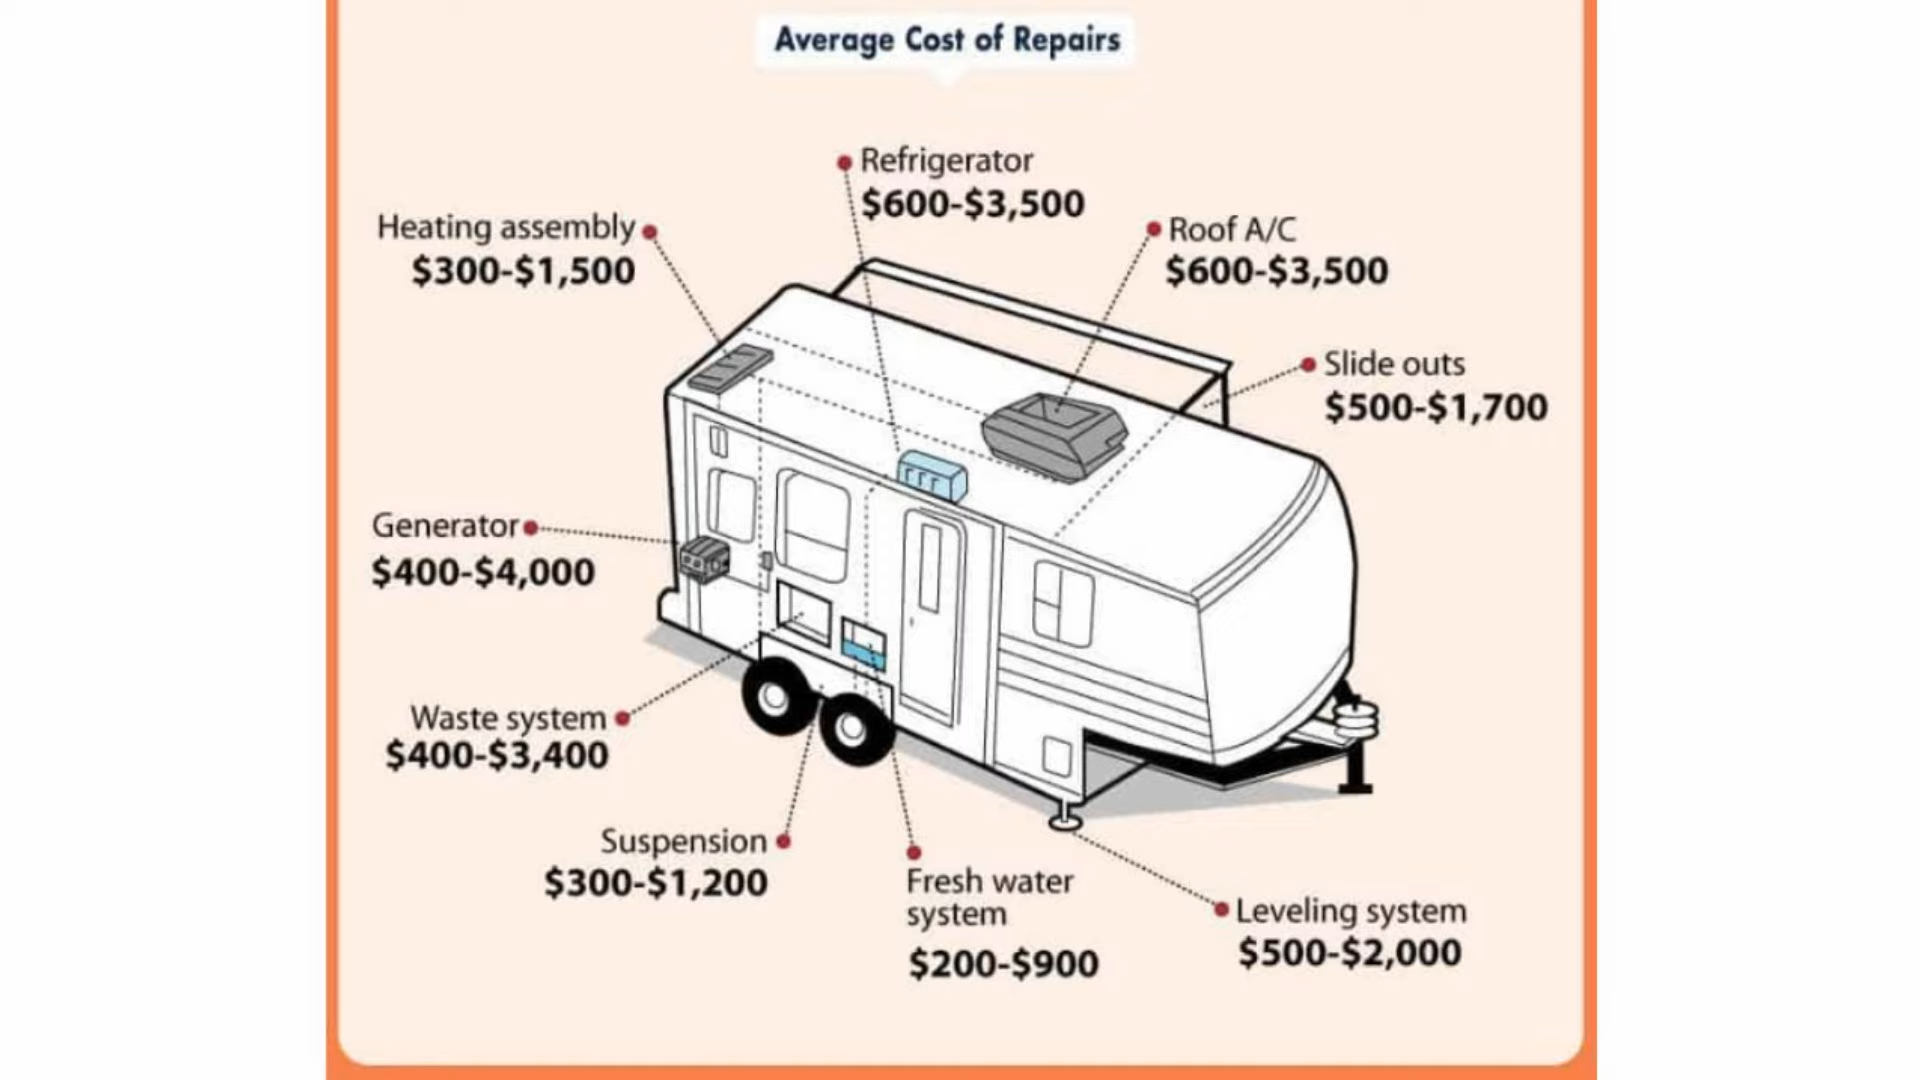 Average Cost of Repairs
Refrigerator
$600-$3,500
Heating assembly
$300-$1,500
Roof A/C
$600-$3,500
Slide outs
$500-$1,700
Generator
$400-$4,000
Waste system
$400-$3,400
Suspension
$300-$1,200
Fresh water
system
$200-$900
Leveling system
$500-$2,000